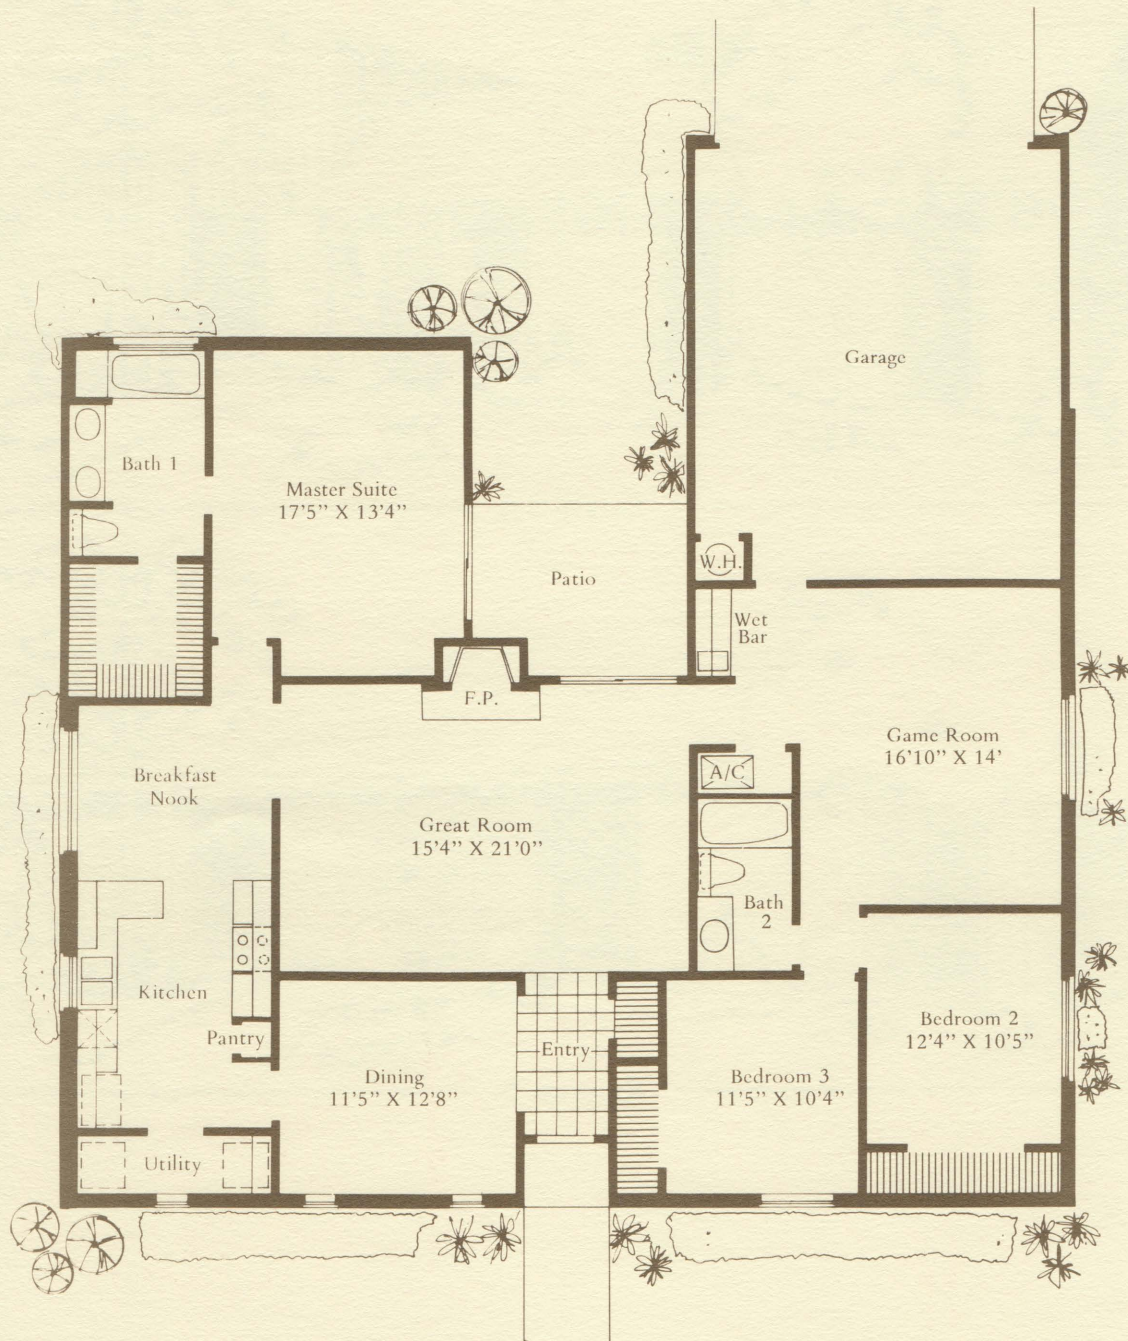 Garage
Bath 1
Master Suite
17'5" X 13'4"
W.H.
Patio
Wet
Bar
F.P.
Game Room
16'10" X 14'
Breakfast
Nook
A/C
Great Room
15'4" X 21'0"
Bath
2
Kitchen
Pantry
Entry
Bedroom 2
12'4" X 10'5"
Dining
11'5" X 12'8"
Bedroom 3
11'5" X 10'4"
Utility